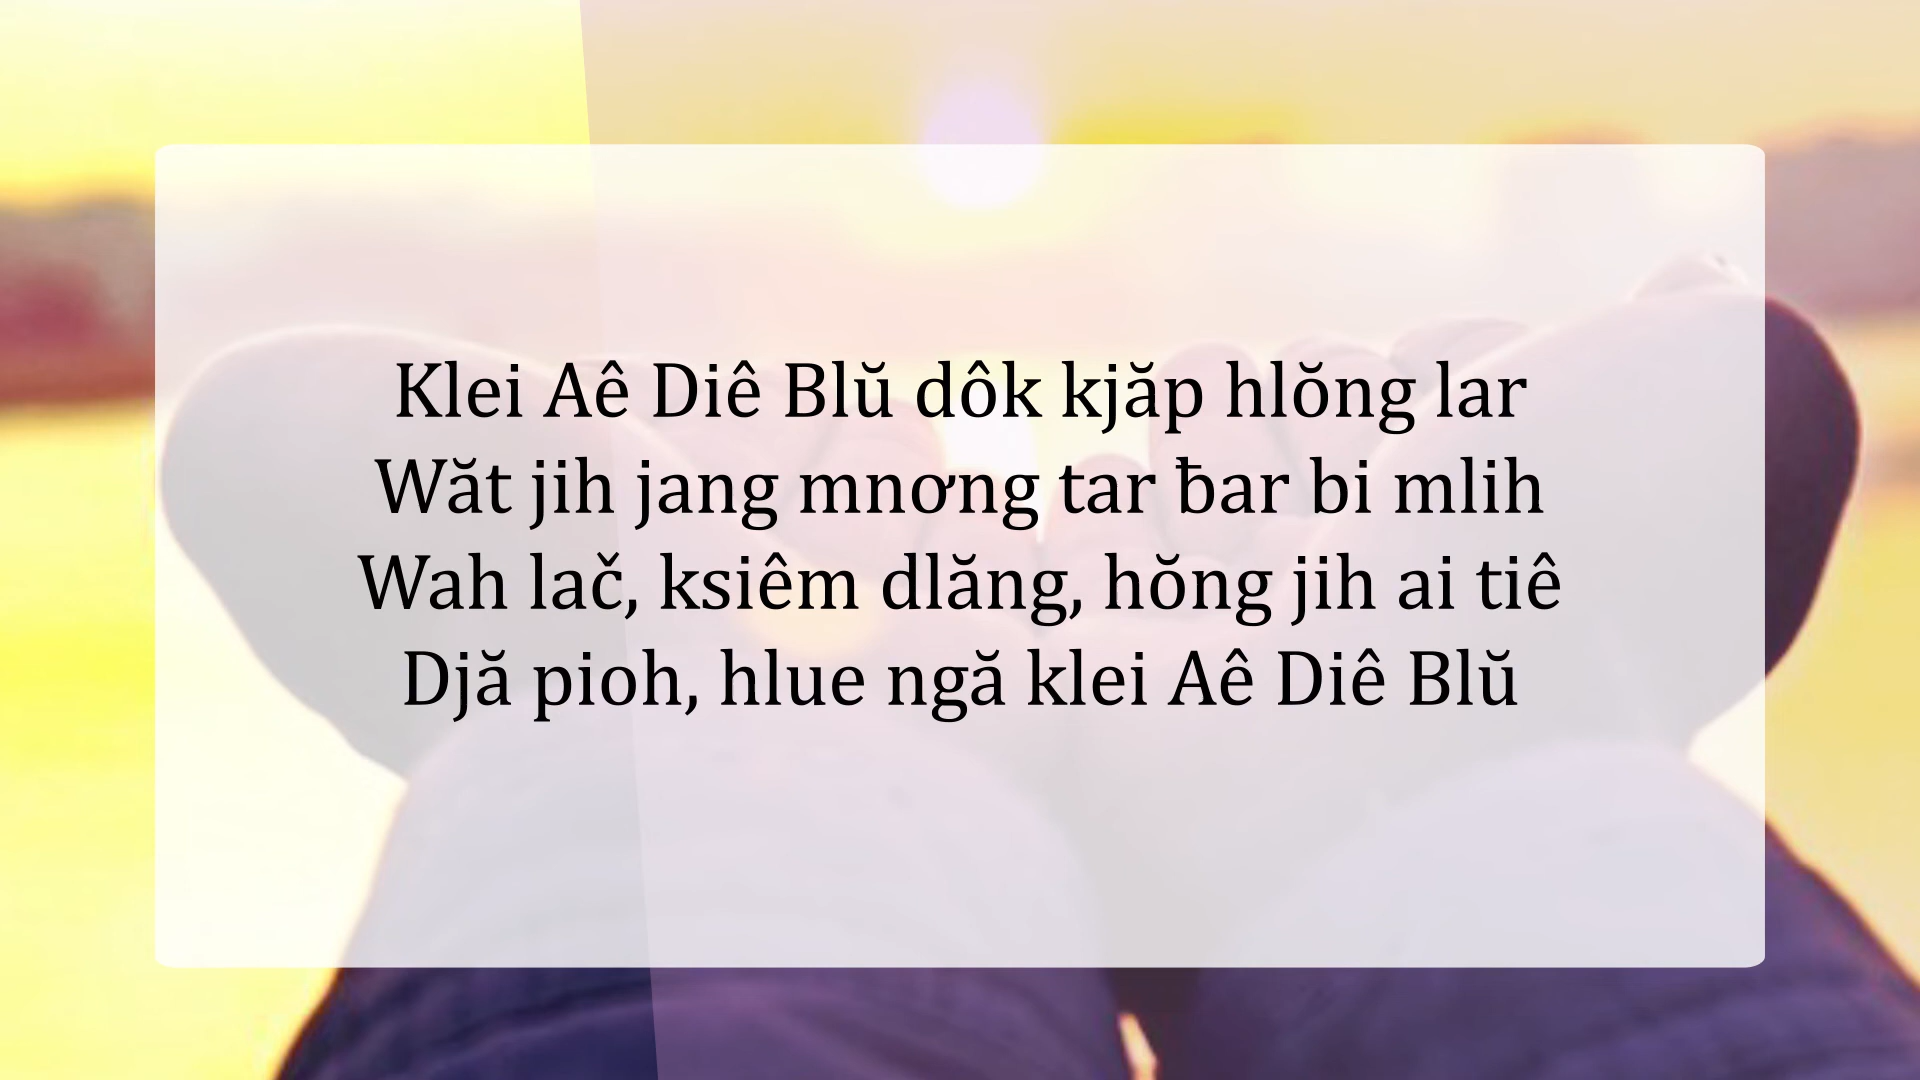 Klei Aê Diê Blŭ dôk kjăp hlŏng lar
Wăt jih jang mnơng tar ƀar bi mlih
Wah lač, ksiêm dlăng, hŏng jih ai tiê
Djă pioh, hlue ngă klei Aê Diê Blŭ